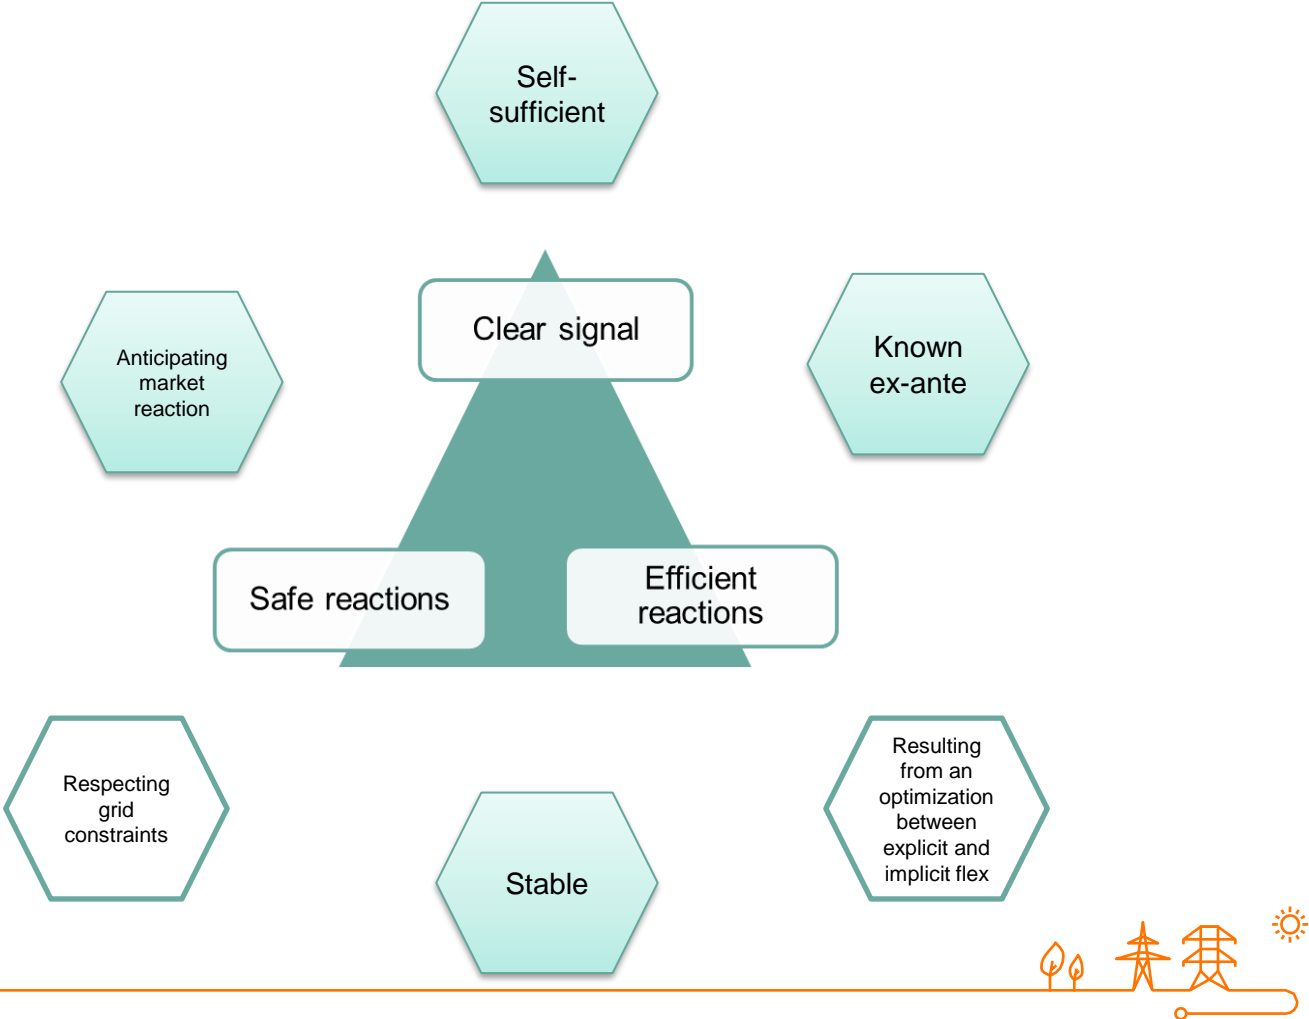 Self-
sufficient
Clear signal
Anticipating
market
reaction
Known
ex-ante
Safe reactions
Efficient
reactions
Respecting
grid
constraints
Resulting
from an
optimization
between
explicit and
implicit flex
Stable